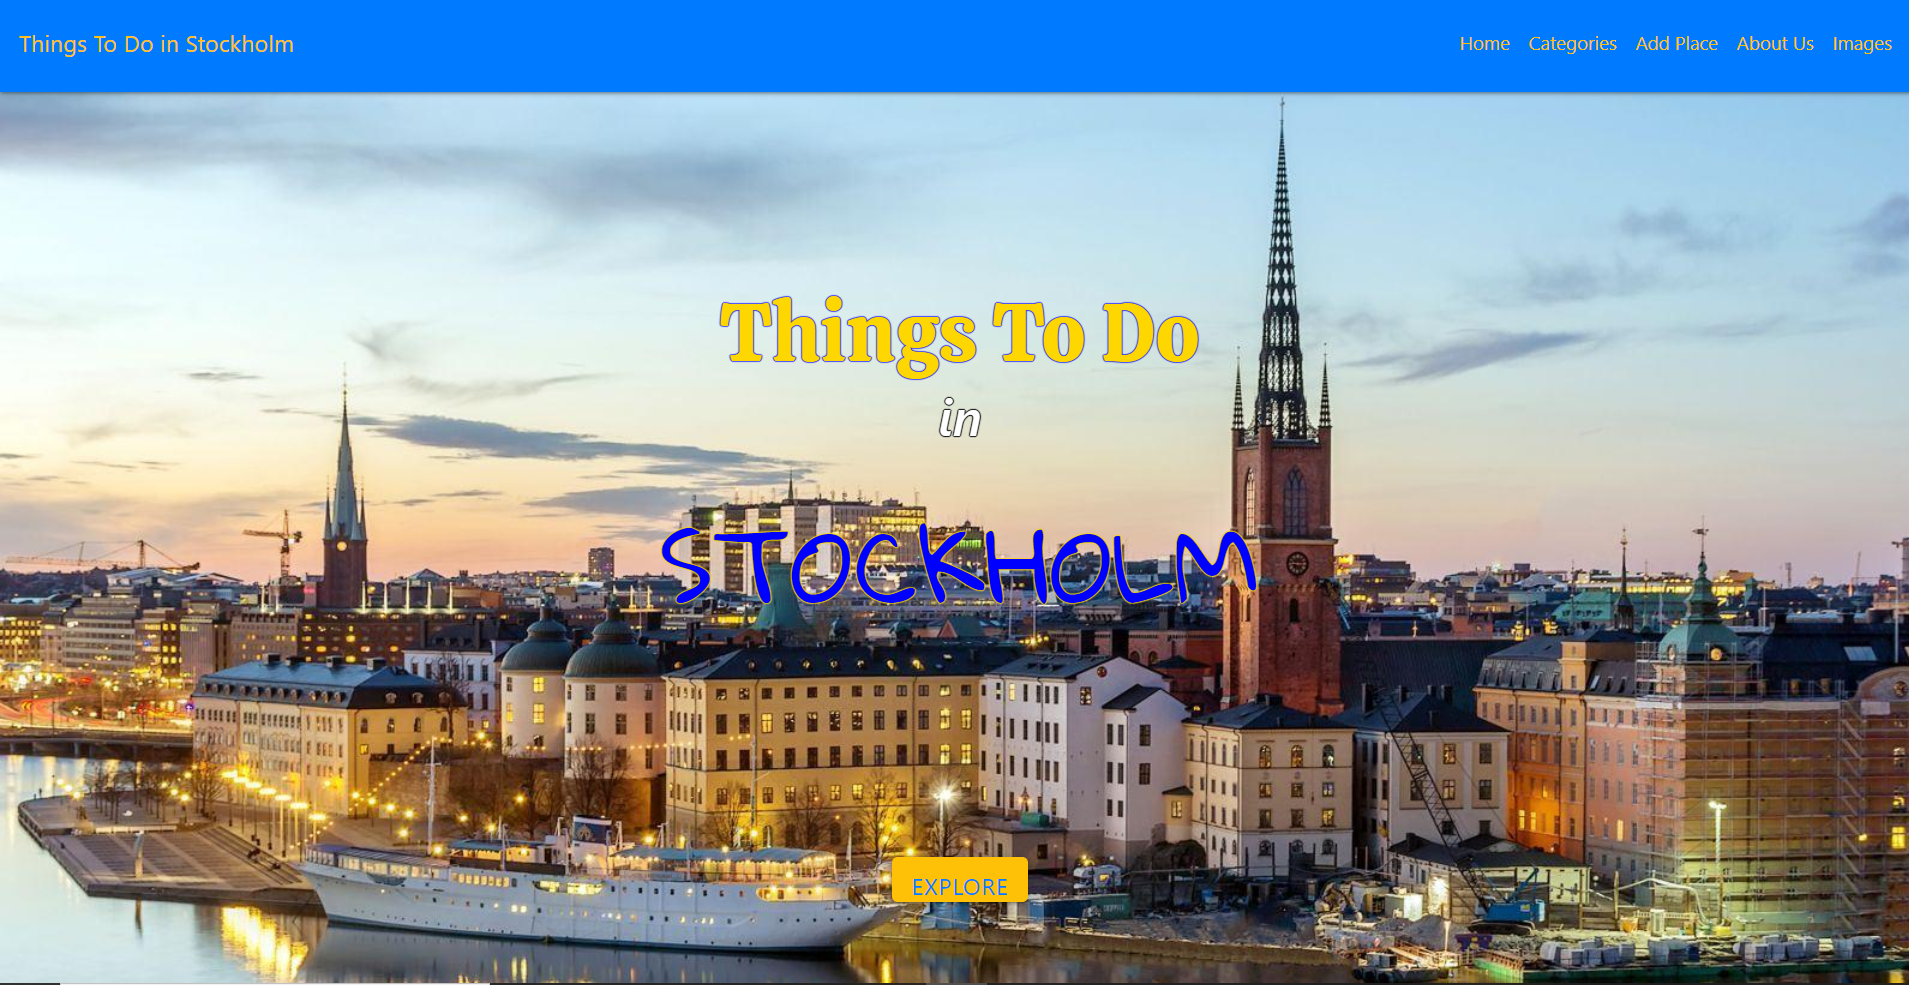 Things To Do in Stockholm
Home Categories Add Place About Us Images
Things To Do
in
STOCKHOLM
EXPLORE